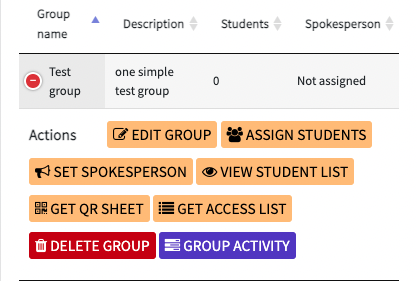 Group name Description Students Spokesperson
Test group one simple test group 0 Not assigned
Actions EDIT GROUP ASSIGN STUDENTS
SET SPOKESPERSON VIEW STUDENT LIST
GET QR SHEET GET ACCESS LIST
DELETE GROUP GROUP ACTIVITY